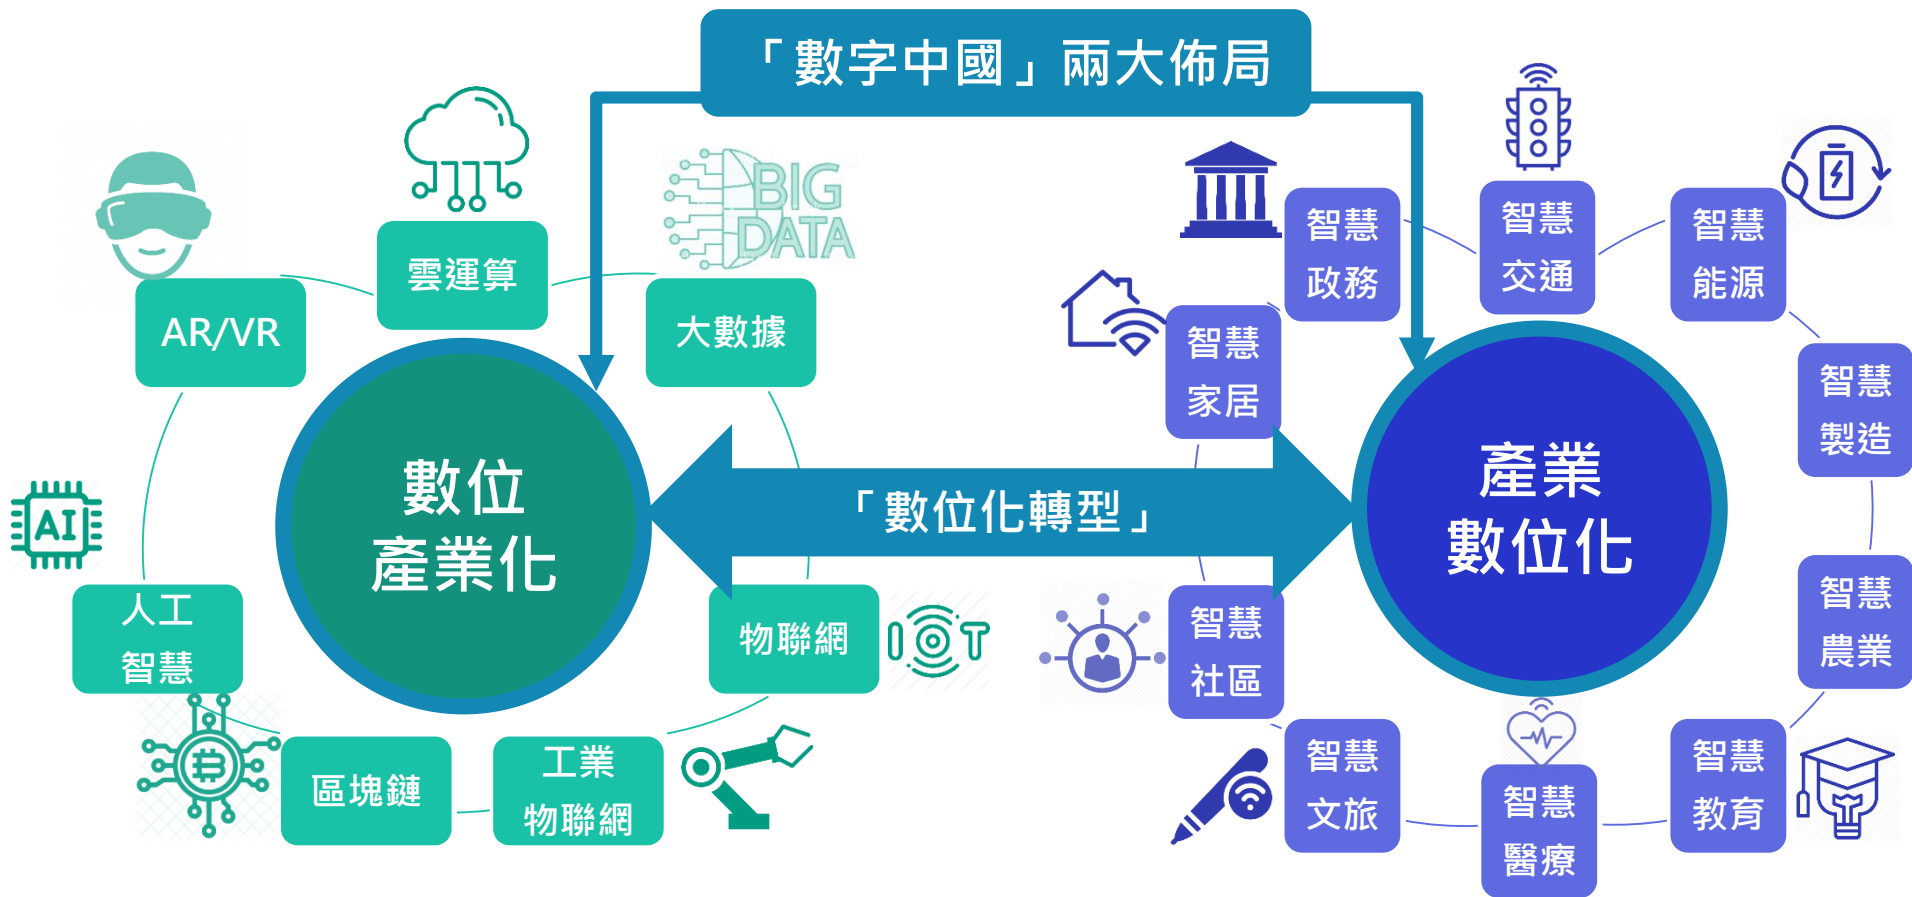 「數字中國」兩大佈局
BIG
DATA
雲運算
AR/VR
大數據
AI
人工
智慧
數位
產業化
物聯網
IOT
區塊鏈
工業
物聯網
「數位化轉型」
智慧
政務
智慧
交通
智慧
能源
智慧
家居
智慧
製造
產業
數位化
智慧
農業
智慧
社區
智慧
文旅
智慧
醫療
智慧
教育